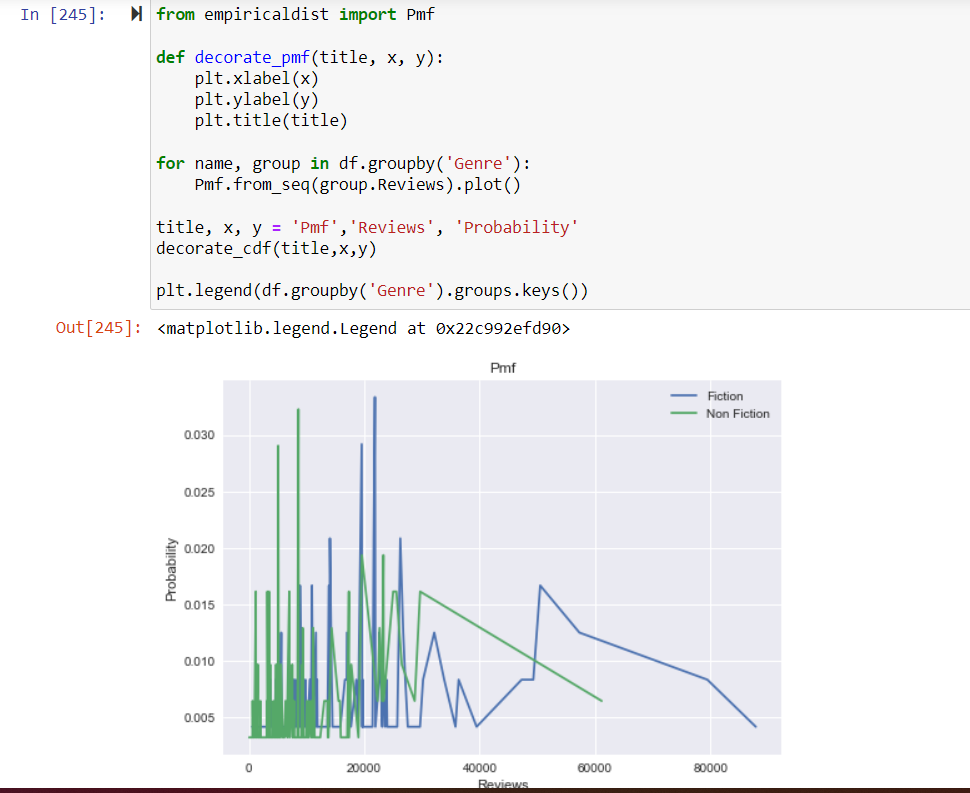 In [245]:
from empiricaldist import Pmf
def decorate_pmf(title, x, y):
    plt.xlabel(x)
    plt.ylabel(y)
    plt.title(title)
for name, group in df.groupby('Genre'):
    Pmf.from_seq(group.Reviews).plot()
title, x, y = 'Pmf','Reviews', 'Probability'
decorate_cdf(title,x,y)
plt.legend(df.groupby('Genre').groups.keys())
Out[245]: <matplotlib.legend.Legend at 0x22c992efd90>
Pmf
Fiction
Non Fiction
0.030
0.025
0.020
0.015
0.010
0.005
Probability
0 20000 40000 60000 80000
Reviews